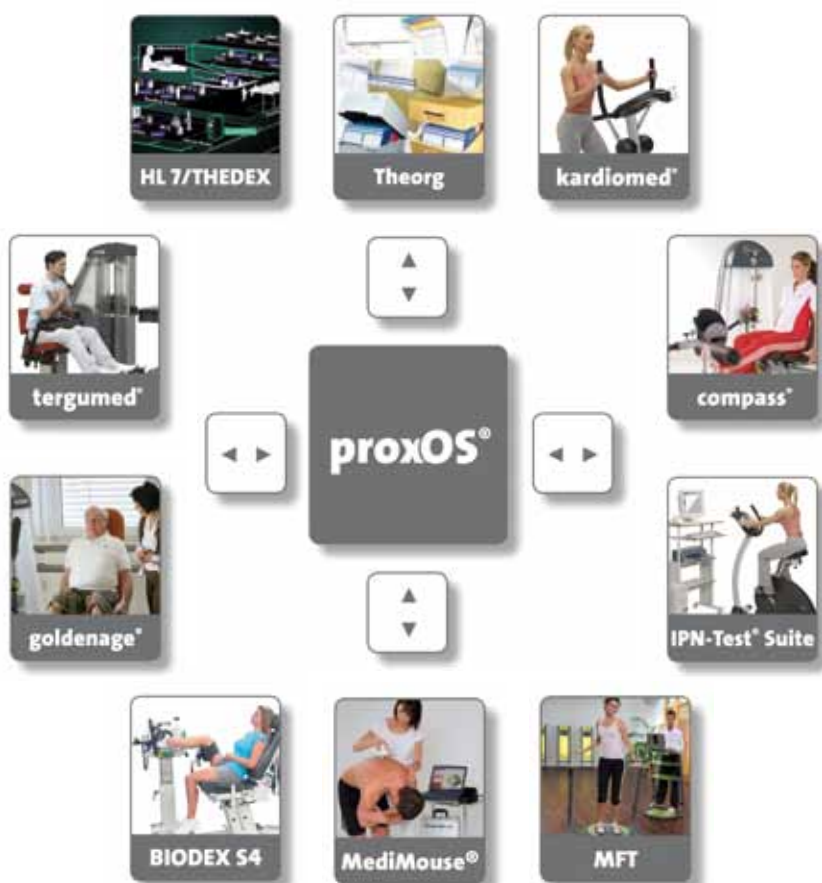 HL 7/THEDEX
Theorg
kardiomed®
tergumed®
compass®
proxOS®
goldenage®
IPN-Test® Suite
BIODEX S4
MediMouse®
MFT